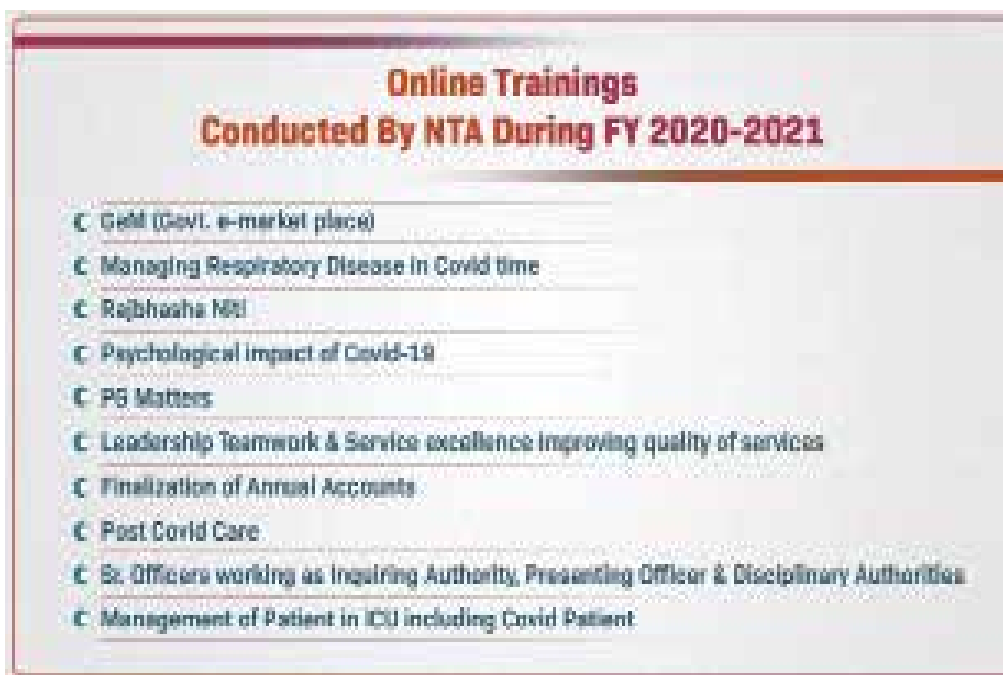 Online Trainings
Conducted By NTA During FY 2020-2021
GeM (Govt. e-market place)
Managing Respiratory Disease in Covid time
Rajbhasha Niti
Psychological impact of Covid-19
PG Matters
Leadership Teamwork & Service excellence improving quality of services
Finalization of Annual Accounts
Post Covid Care
Sr. Officers working as Inquiring Authority, Presenting Officer & Disciplinary Authorities
Management of Patient in ICU including Covid Patient